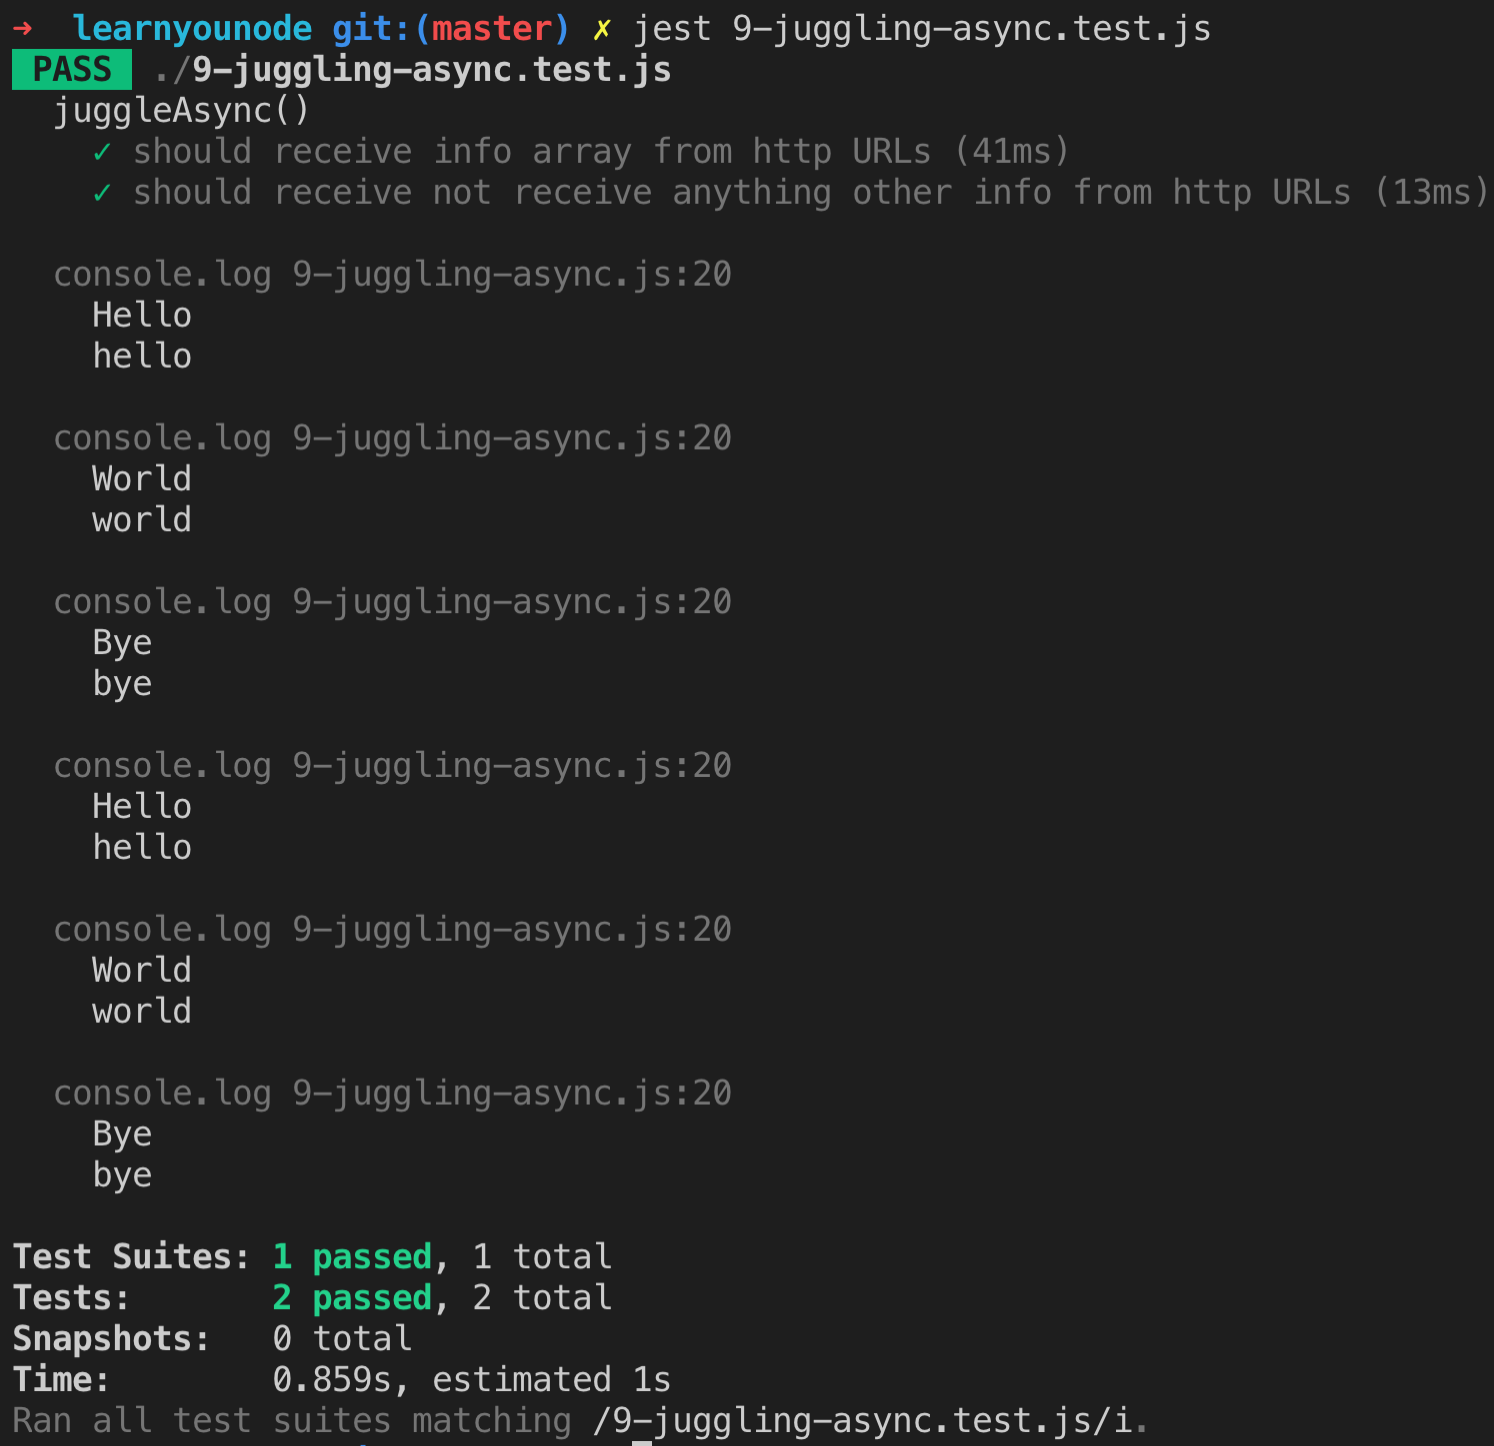 ➜  learnyounode git:(master) ✗ jest 9-juggling-async.test.js
PASS  ./9-juggling-async.test.js
  juggleAsync()
    ✓ should receive info array from http URLs (41ms)
    ✓ should receive not receive anything other info from http URLs (13ms)

  console.log 9-juggling-async.js:20
    Hello
    hello

  console.log 9-juggling-async.js:20
    World
    world

  console.log 9-juggling-async.js:20
    Bye
    bye

  console.log 9-juggling-async.js:20
    Hello
    hello

  console.log 9-juggling-async.js:20
    World
    world

  console.log 9-juggling-async.js:20
    Bye
    bye

Test Suites: 1 passed, 1 total
Tests:       2 passed, 2 total
Snapshots:   0 total
Time:        0.859s, estimated 1s
Ran all test suites matching /9-juggling-async.test.js/i.